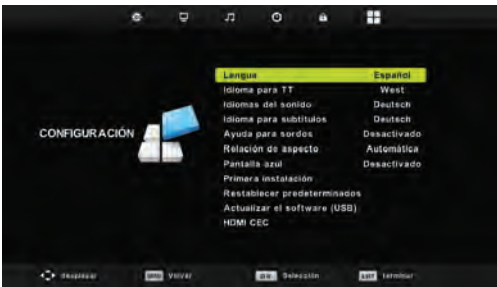 Lengua Español
Idioma para TT West
Idiomas del sonido Deutsch
Idioma para subtítulos Deutsch
Ayuda para sordos Desactivado
CONFIGURACIÓN
Relación de aspecto Automática
Pantalla azul Desactivado
Primera instalación
Restablecer predeterminados
Actualizar el software (USB)
HDMI CEC
desplazar Volver Selección terminar